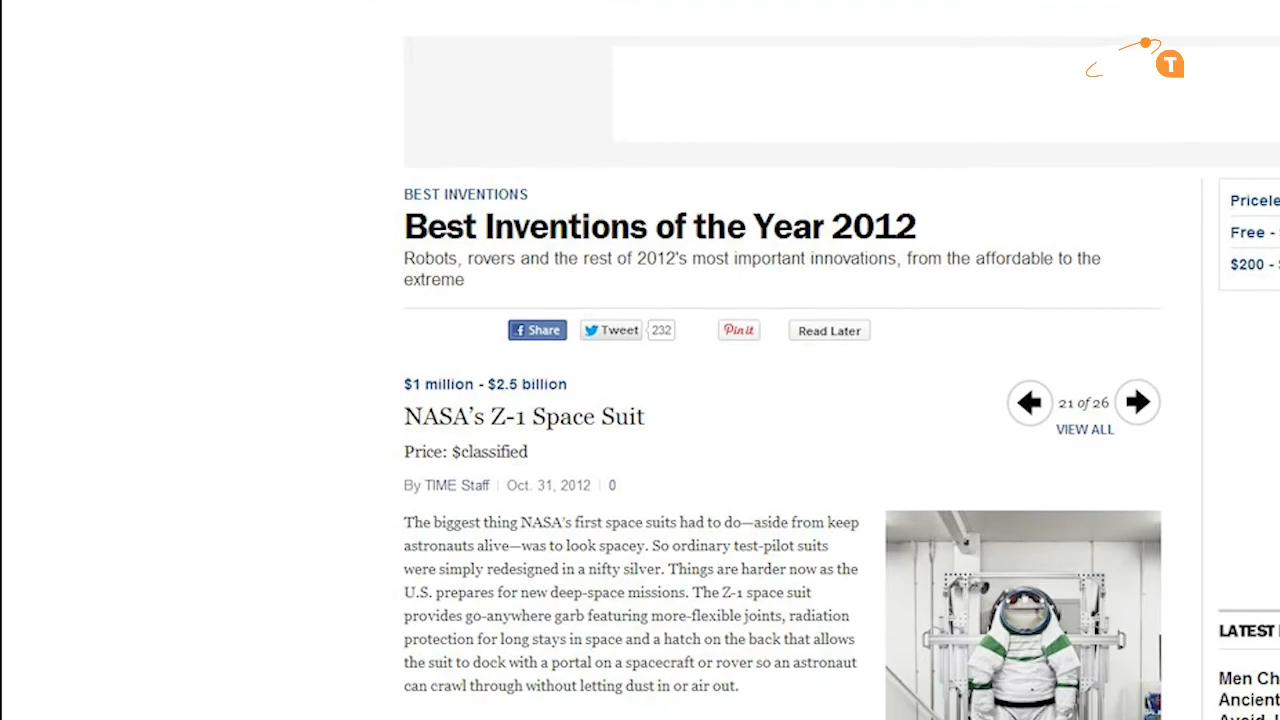 T
BEST INVENTIONS
Best Inventions of the Year 2012
Robots, rovers and the rest of 2012's most important innovations, from the affordable to the
extreme
Share
Tweet 232
Pin it
Read Later
$1 million - $2.5 billion
NASA's Z-1 Space Suit
Price: $classified
By TIME Staff | Oct. 31, 2012 | 0
21 of 26
VIEW ALL
The biggest thing NASA's first space suits had to do—aside from keep
astronauts alive—was to look spacey. So ordinary test-pilot suits
were simply redesigned in a nifty silver. Things are harder now as the
U.S. prepares for new deep-space missions. The Z-1 space suit
provides go-anywhere garb featuring more-flexible joints, radiation
protection for long stays in space and a hatch on the back that allows
the suit to dock with a portal on a spacecraft or rover so an astronaut
can crawl through without letting dust in or air out.
Pricele
Free -
$200 -
LATEST
Men Ch
Ancient